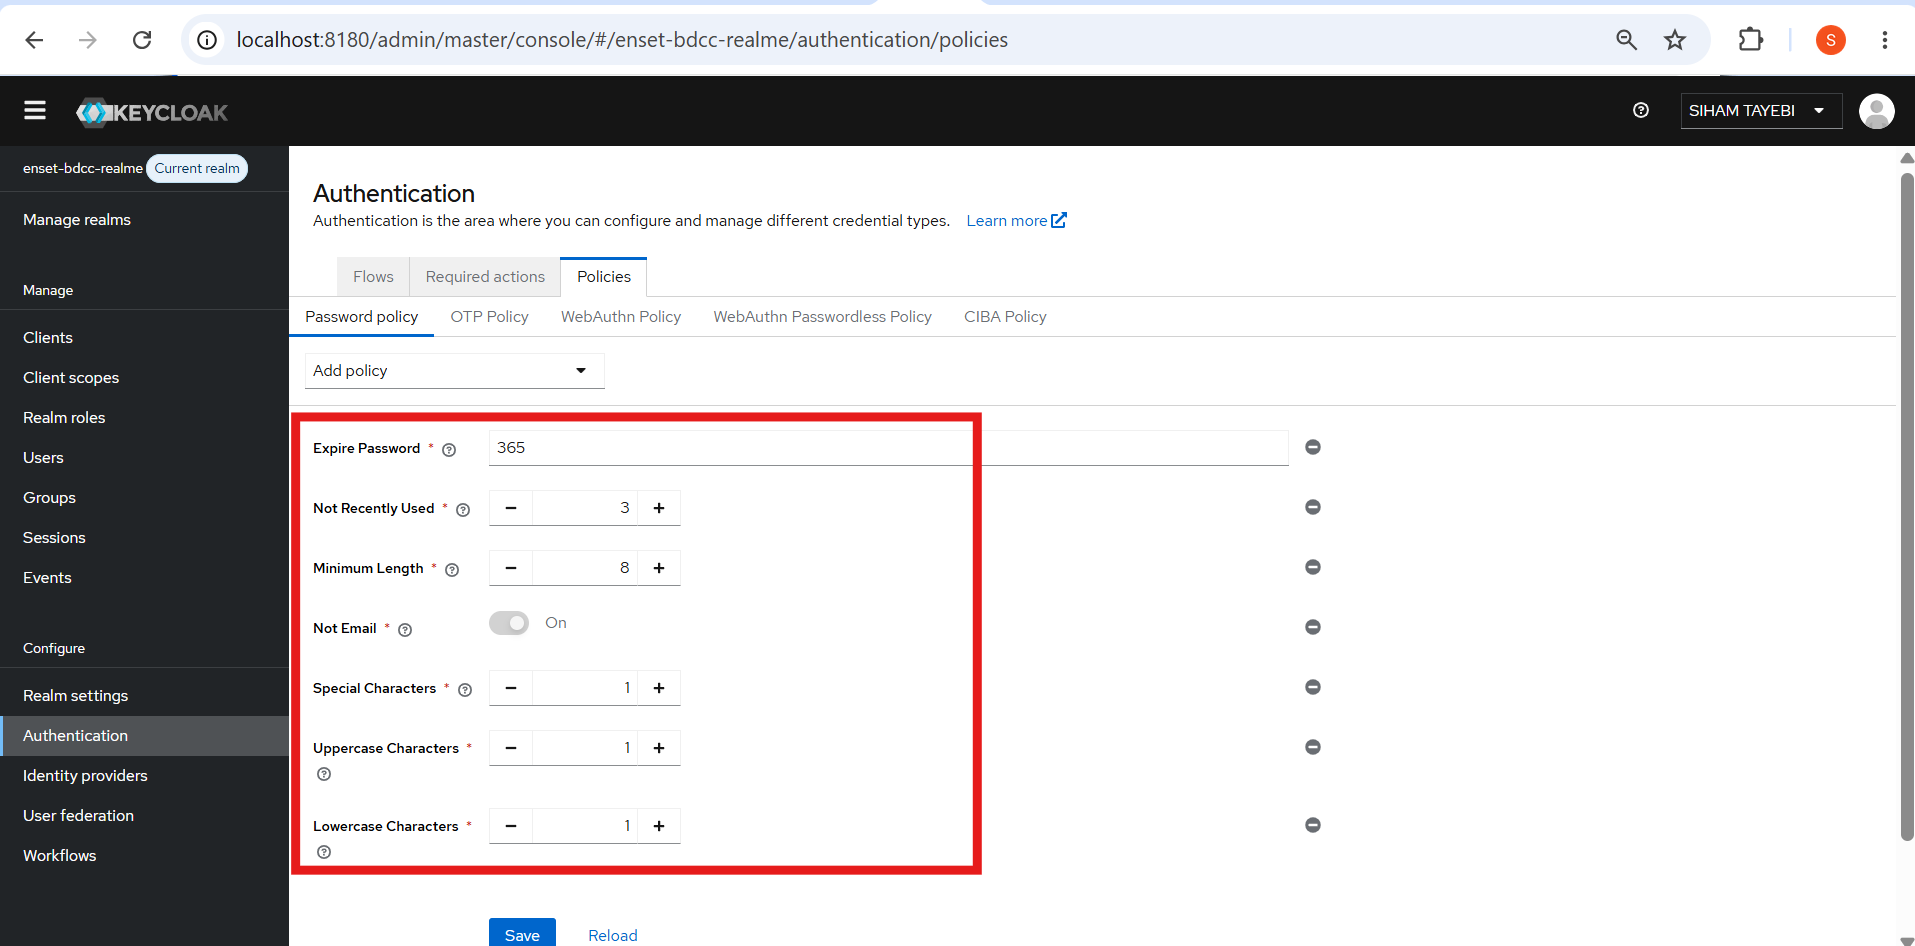 localhost:8180/admin/master/console/#/enset-bdcc-realme/authentication/policies
S
KEYCLOAK
SIHAM TAYEBI
enset-bdcc-realme Current realm
Manage realms
Manage
Clients
Client scopes
Realm roles
Users
Groups
Sessions
Events
Configure
Realm settings
Authentication
Identity providers
User federation
Workflows
Authentication
Authentication is the area where you can configure and manage different credential types. Learn more
Flows Required actions Policies
Password policy OTP Policy WebAuthn Policy WebAuthn Passwordless Policy CIBA Policy
Add policy
Expire Password * 365
Not Recently Used * 3
Minimum Length * 8
Not Email * On
Special Characters * 1
Uppercase Characters * 1
Lowercase Characters * 1
Save Reload